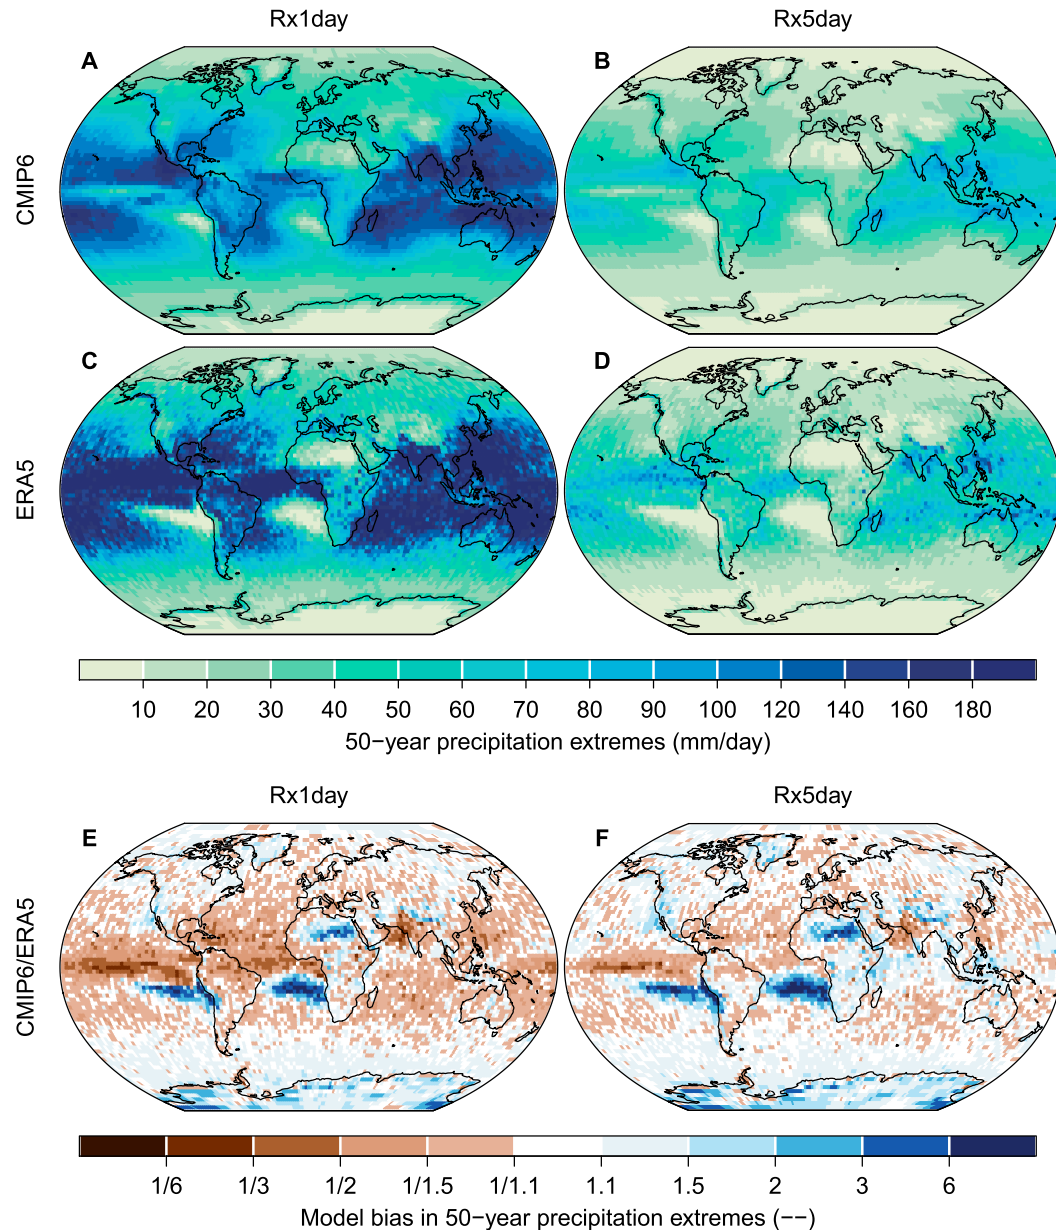 Rx1day Rx5day
A B
CMIP6
C D
ERA5
10 20 30 40 50 60 70 80 90 100 120 140 160 180
50−year precipitation extremes (mm/day)
Rx1day Rx5day
E F
CMIP6/ERA5
1/6 1/3 1/2 1/1.5 1/1.1 1.1 1.5 2 3 6
Model bias in 50−year precipitation extremes (−−)